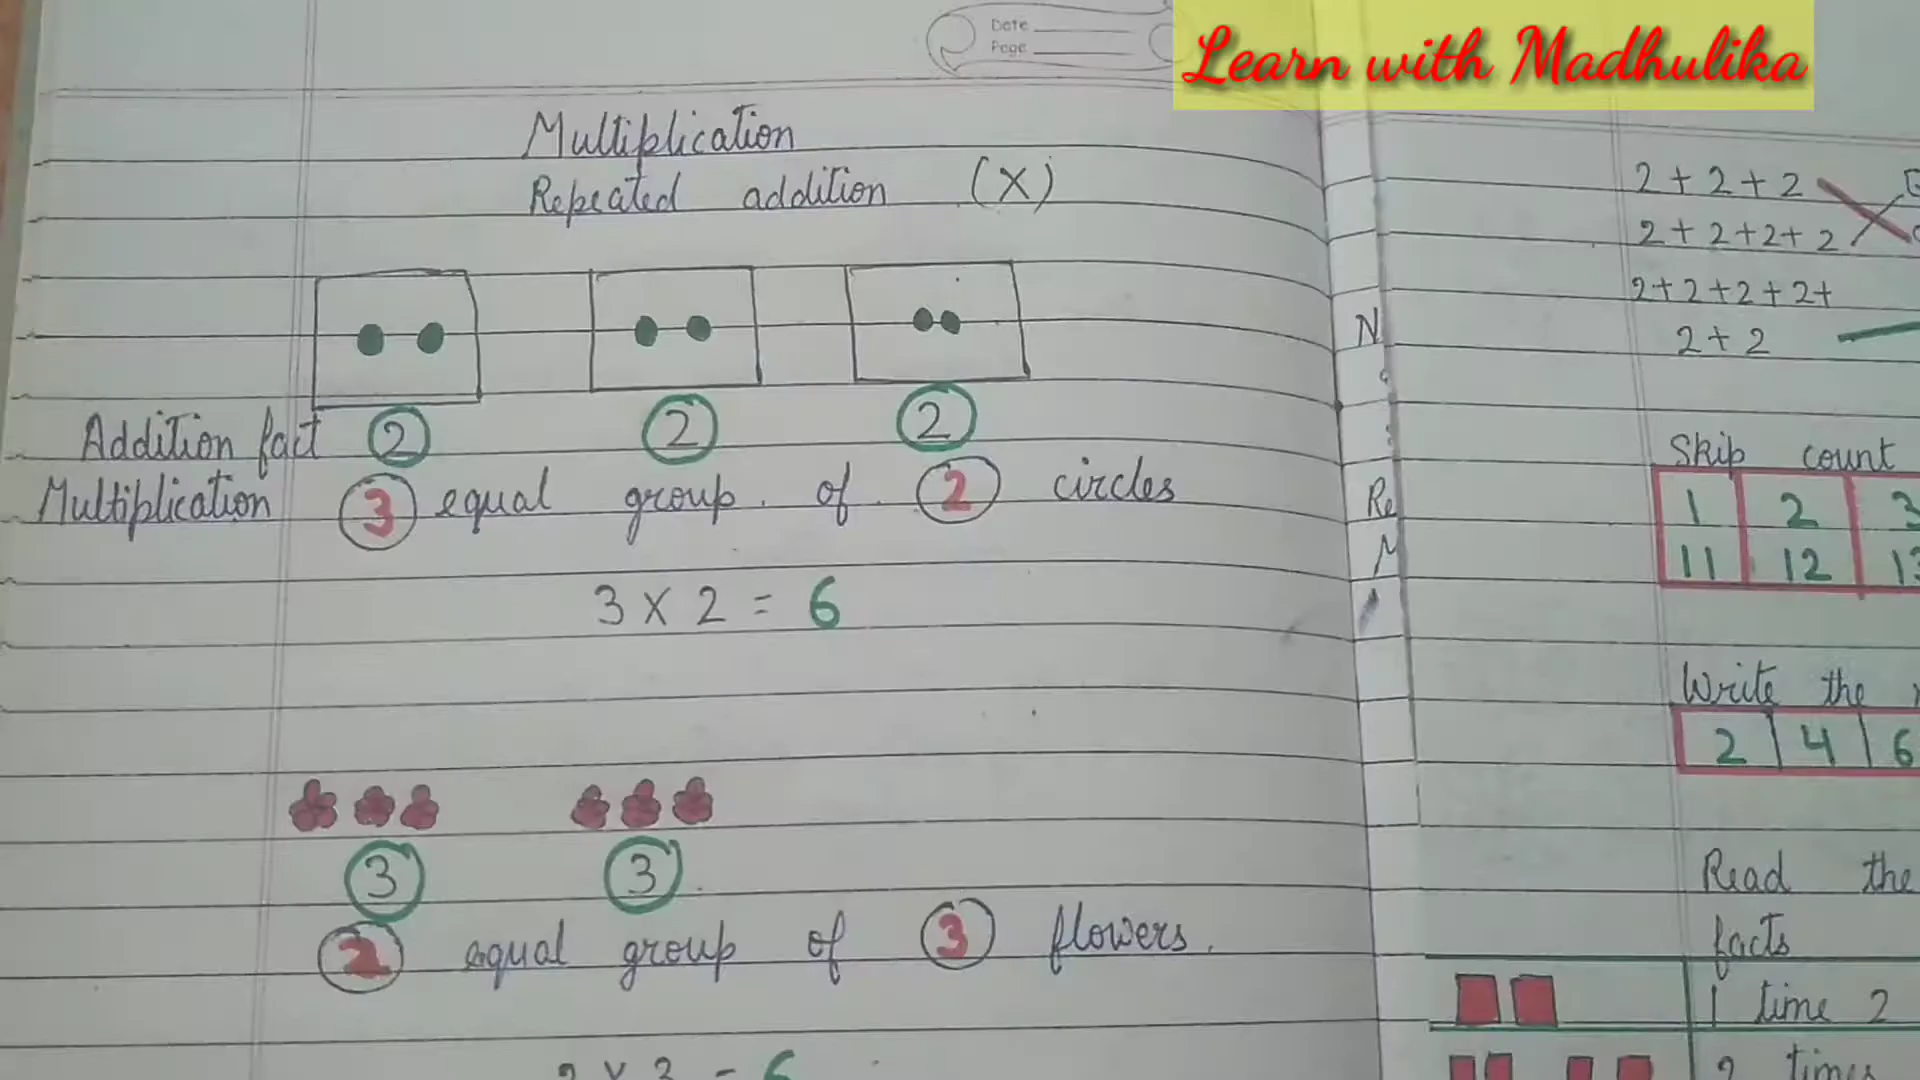 Date
Page
Learn with Madhulika
Multiplication
Repeated addition (X)
Addition fact 2 2 2
Multiplication 3 equal group of 2 circles
3 x 2 = 6
3 3
2 equal group of 3 flowers.
2 + 2 + 2
2 + 2 + 2 + 2
2 + 2 + 2 + 2 +
2 + 2
Skip count
1 2 3
11 12
Write the
2 4 6
Read the
facts
1 time 2
2 times